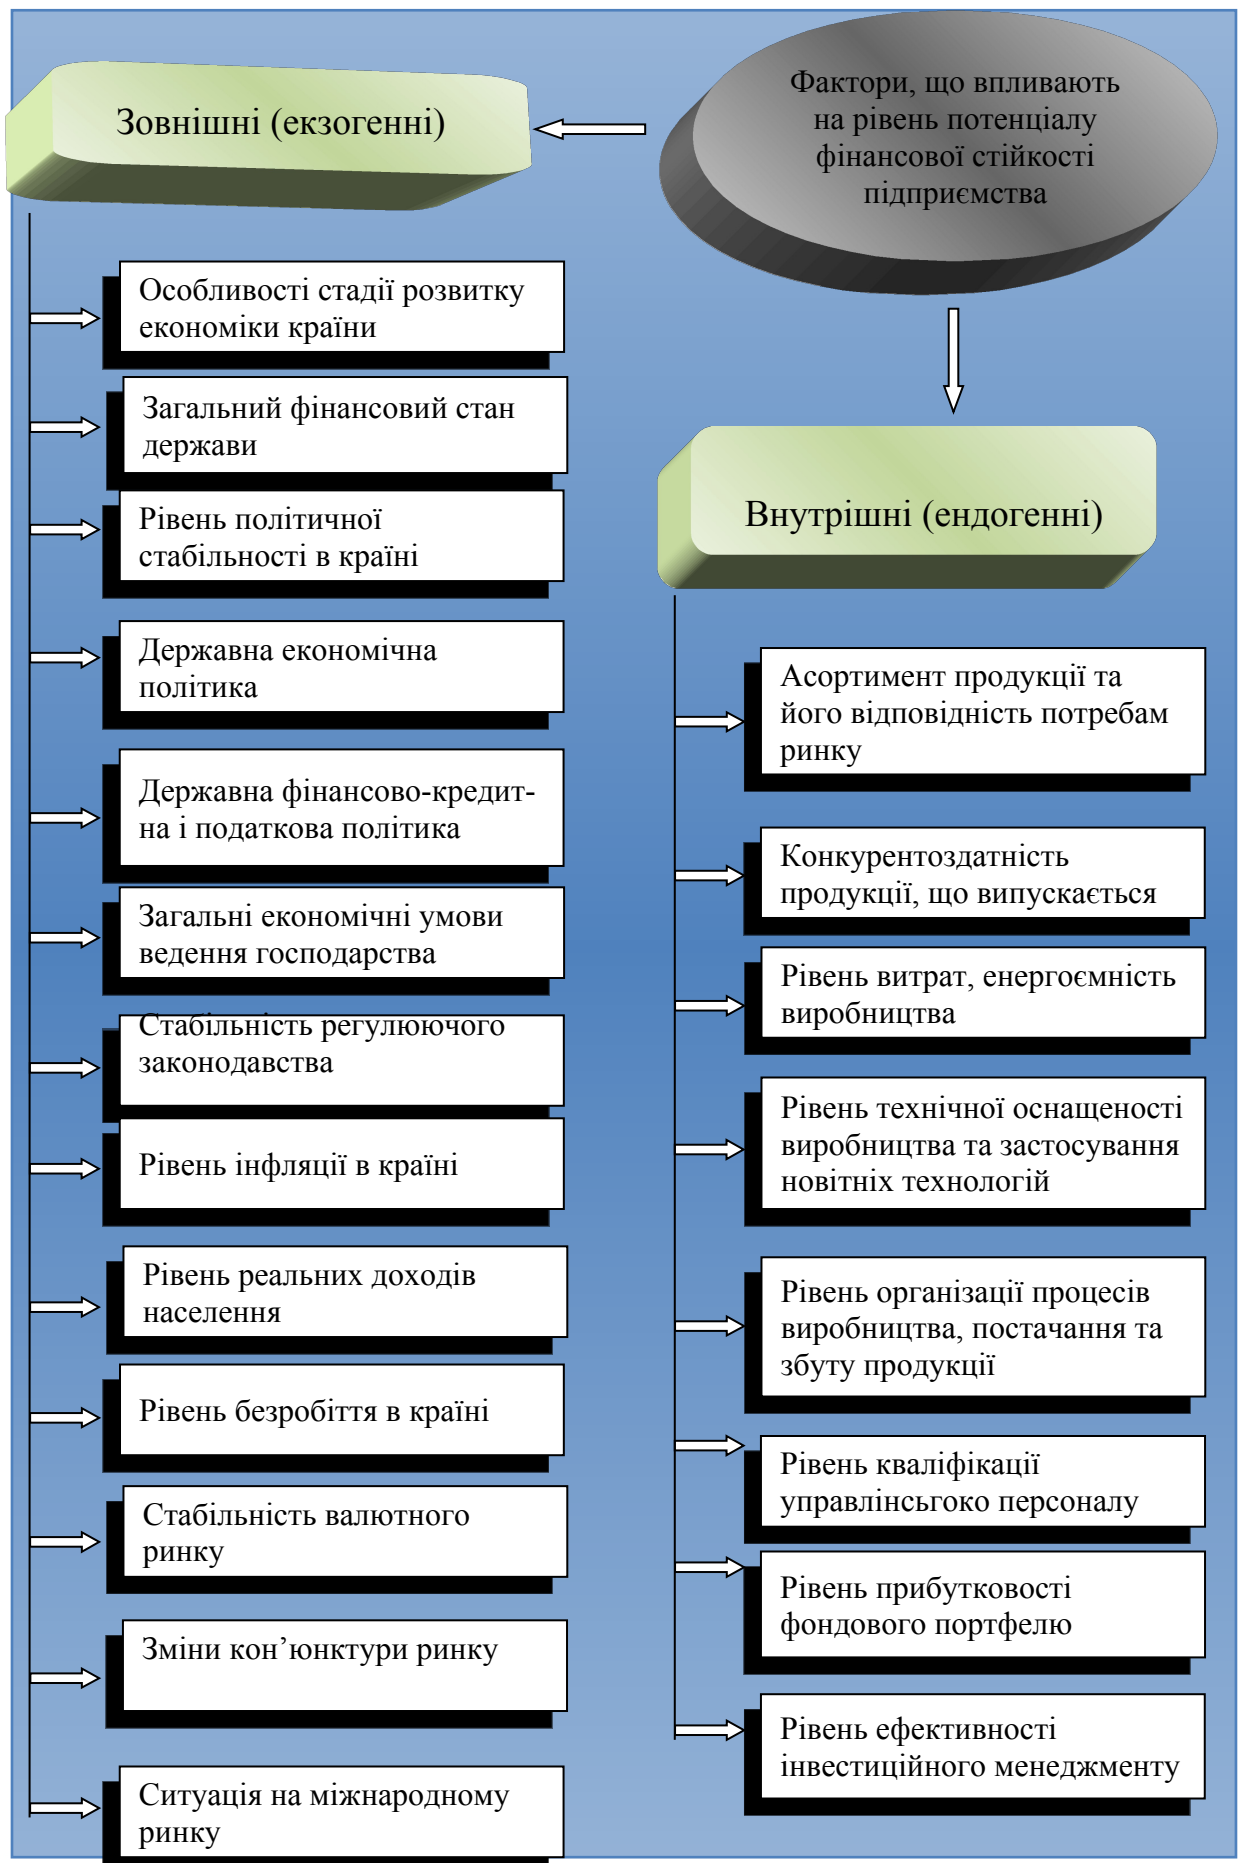 Фактори, що впливають
на рівень потенціалу
фінансової стійкості
підприємства
Зовнішні (екзогенні)
Особливості стадії розвитку
економіки країни
Загальний фінансовий стан
держави
Рівень політичної
стабільності в країні
Державна економічна
політика
Державна фінансово-кредит-
на і податкова політика
Загальні економічні умови
ведення господарства
Стабільність регулюючого
законодавства
Рівень інфляції в країні
Рівень реальних доходів
населення
Рівень безробіття в країні
Стабільність валютного
ринку
Зміни кон’юнктури ринку
Ситуація на міжнародному
ринку
Внутрішні (ендогенні)
Асортимент продукції та
його відповідність потребам
ринку
Конкурентоздатність
продукції, що випускається
Рівень витрат, енергоємність
виробництва
Рівень технічної оснащеності
виробництва та застосування
новітніх технологій
Рівень організації процесів
виробництва, постачання та
збуту продукції
Рівень кваліфікації
управлінсьгоко персоналу
Рівень прибутковості
фондового портфелю
Рівень ефективності
інвестиційного менеджменту